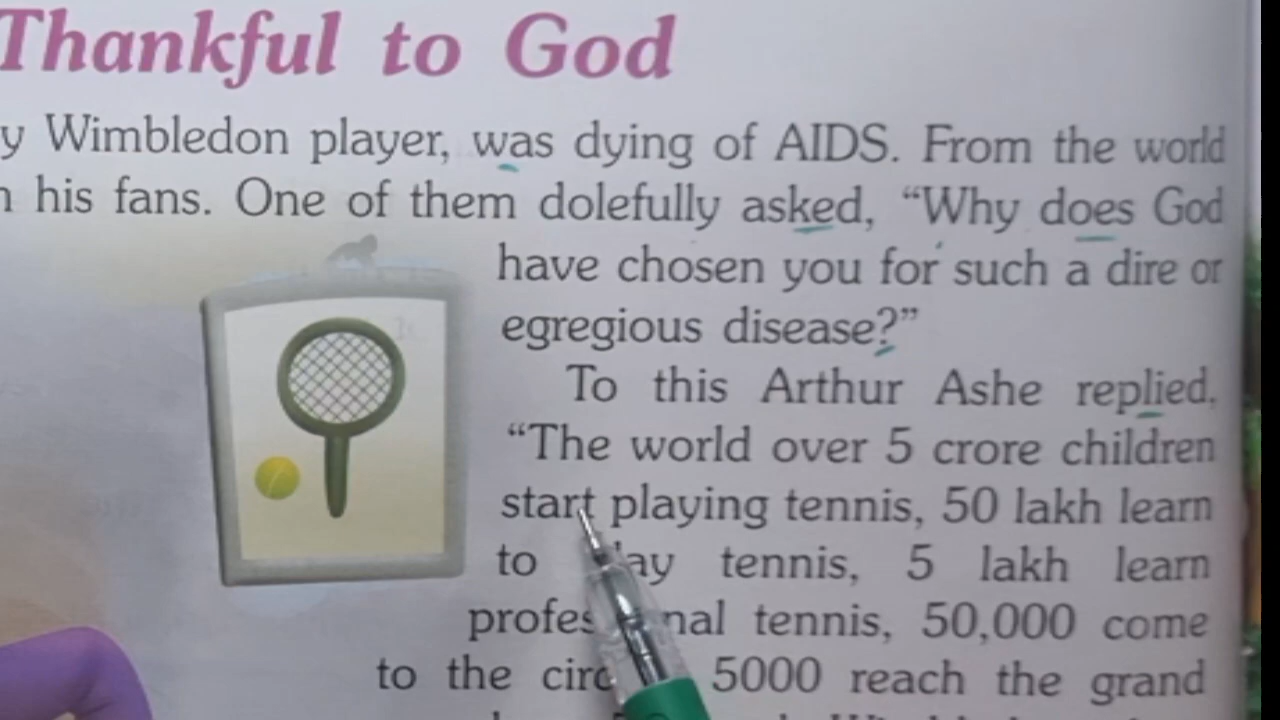 Thankful to God
y Wimbledon player, was dying of AIDS. From the world
his fans. One of them dolefully asked, "Why does God
have chosen you for such a dire or
egregious disease?"
To this Arthur Ashe replied,
"The world over 5 crore children
start playing tennis, 50 lakh learn
to tennis, 5 lakh learn
tennis, 50,000 come
to the 5000 reach the grand